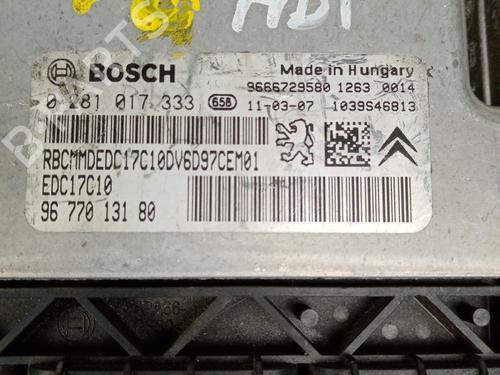 HDI
BOSCH
Made in Hungary
9666729580 1263 0014
0 281 017 333 658 11-03-07 1039S46813
RBCMMDEDC17C10DV6D97CEM01
EDC17C10
96 770 131 80